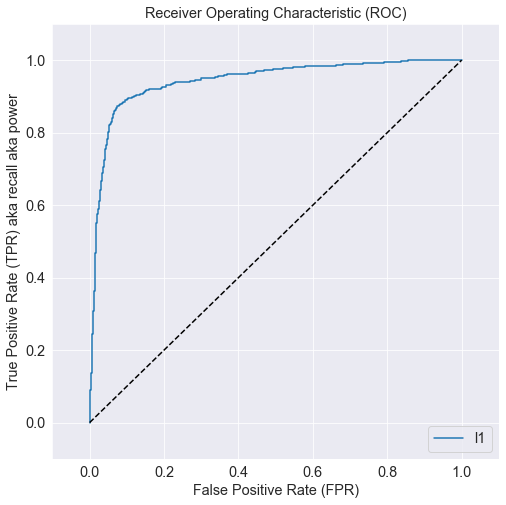 Receiver Operating Characteristic (ROC)
True Positive Rate (TPR) aka recall aka power
1.0
0.8
0.6
0.4
0.2
0.0
0.0 0.2 0.4 0.6 0.8 1.0
False Positive Rate (FPR)
l1